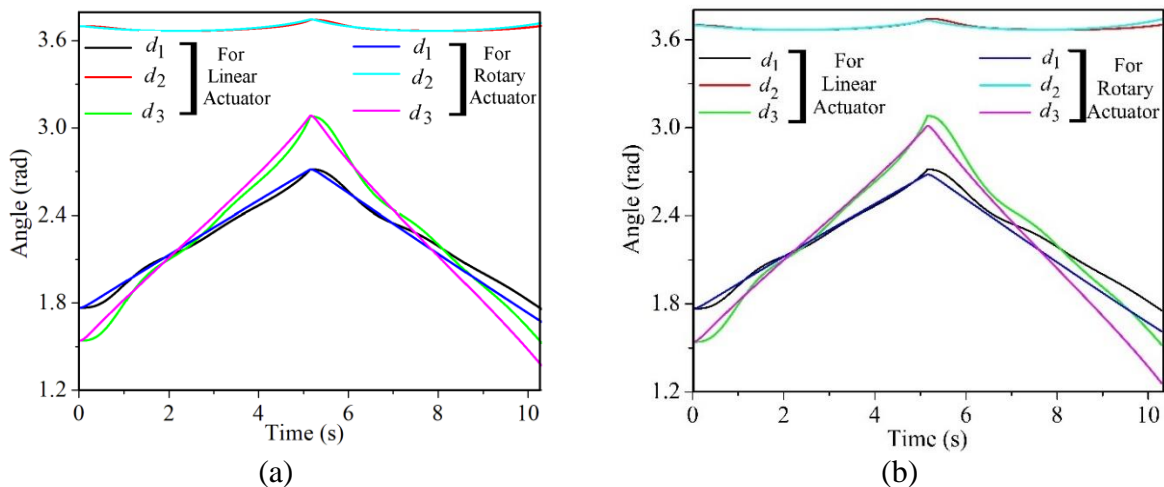 3.6
3.0
2.4
1.8
1.2
Angle (rad)
0 2 4 6 8 10
Time (s)
d1
d2
d3
For
Linear
Actuator
d1
d2
d3
For
Rotary
Actuator
(a)
3.6
3.0
2.4
1.8
1.2
Angle (rad)
0 2 4 6 8 10
Time (s)
d1
d2
d3
For
Linear
Actuator
d1
d2
d3
For
Rotary
Actuator
(b)